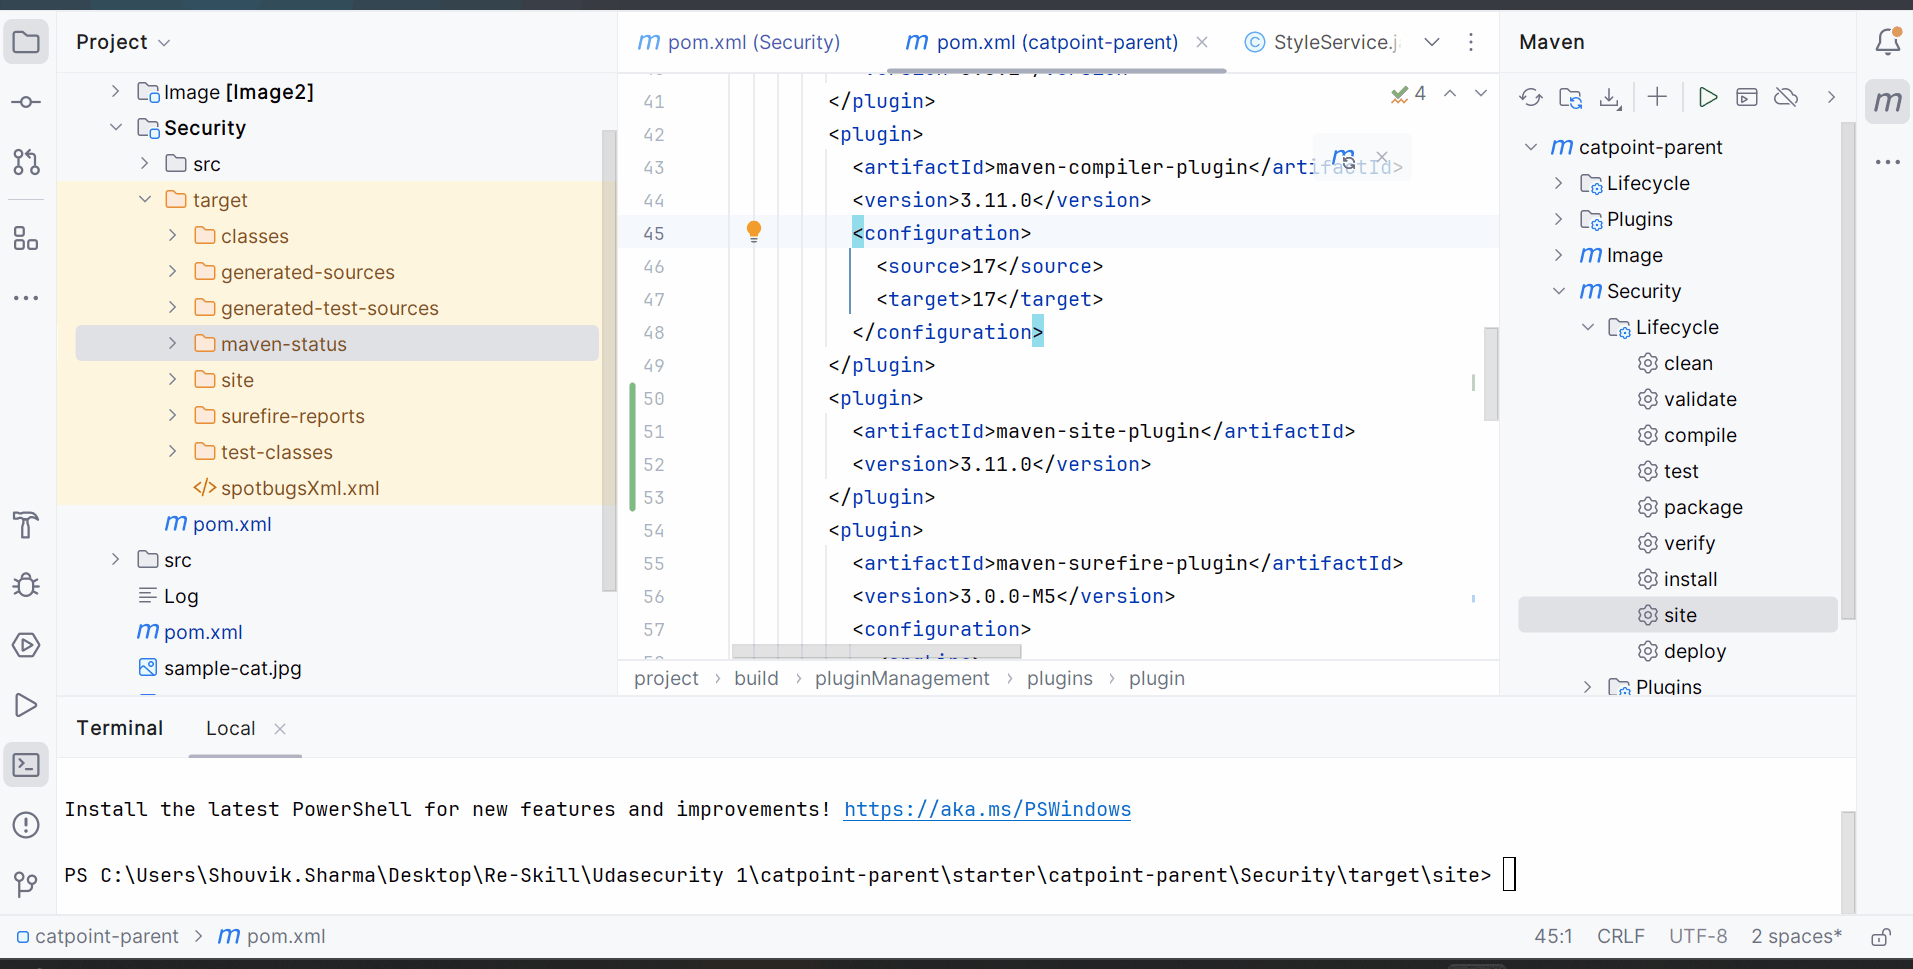 Project
pom.xml (Security)
pom.xml (catpoint-parent)
StyleService.j
Maven
Image [Image2]
Security
src
target
classes
generated-sources
generated-test-sources
maven-status
site
surefire-reports
test-classes
</> spotbugsXml.xml
pom.xml
src
Log
pom.xml
sample-cat.jpg
4
41 </plugin>
42 <plugin>
43 <artifactId>maven-compiler-plugin</artifactId>
44 <version>3.11.0</version>
45 <configuration>
46 <source>17</source>
47 <target>17</target>
48 </configuration>
49 </plugin>
50 <plugin>
51 <artifactId>maven-site-plugin</artifactId>
52 <version>3.11.0</version>
53 </plugin>
54 <plugin>
55 <artifactId>maven-surefire-plugin</artifactId>
56 <version>3.0.0-M5</version>
57 <configuration>
project > build > pluginManagement > plugins > plugin
catpoint-parent
Lifecycle
Plugins
Image
Security
Lifecycle
clean
validate
compile
test
package
verify
install
site
deploy
Plugins
Terminal
Local
Install the latest PowerShell for new features and improvements! https://aka.ms/PSWindows
PS C:\Users\Shouvik.Sharma\Desktop\Re-Skill\Udasecurity 1\catpoint-parent\starter\catpoint-parent\Security\target\site>
catpoint-parent > pom.xml
45:1 CRLF UTF-8 2 spaces*